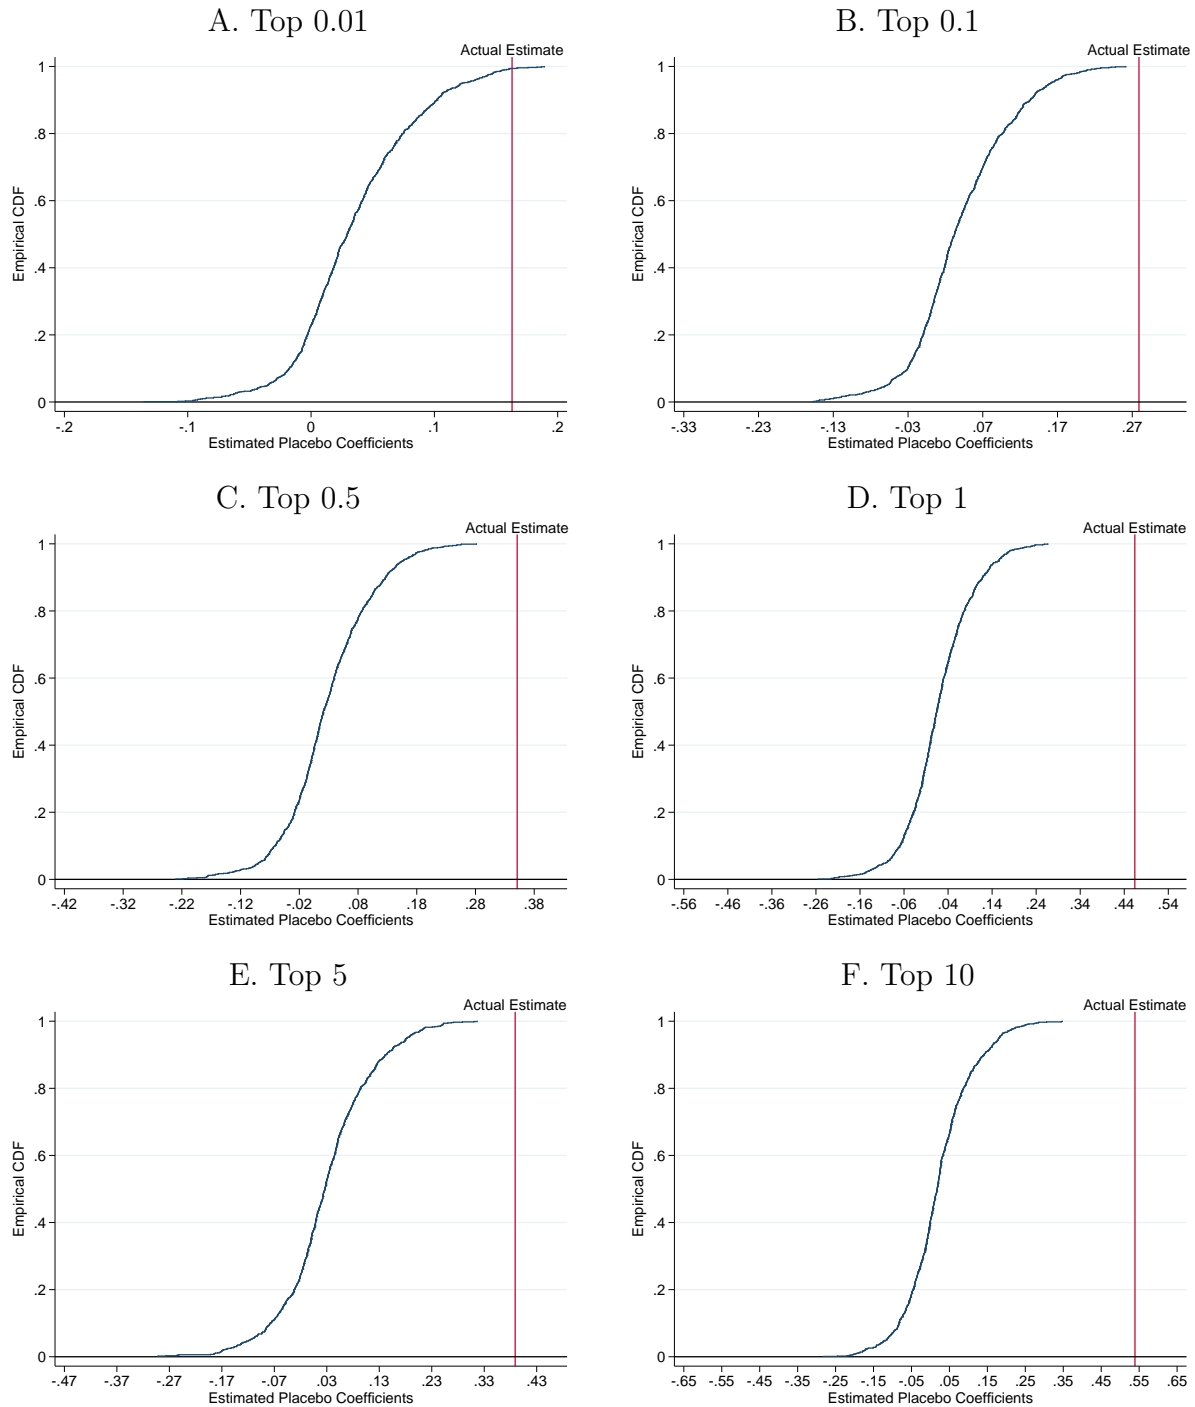 A. Top 0.01
Actual Estimate
1
.8
.6
.4
.2
0
Empirical CDF
-.2 -.1 0 .1 .2
Estimated Placebo Coefficients
B. Top 0.1
Actual Estimate
1
.8
.6
.4
.2
0
Empirical CDF
-.33 -.23 -.13 -.03 .07 .17 .27
Estimated Placebo Coefficients
C. Top 0.5
Actual Estimate
1
.8
.6
.4
.2
0
Empirical CDF
-.42 -.32 -.22 -.12 -.02 .08 .18 .28 .38
Estimated Placebo Coefficients
D. Top 1
Actual Estimate
1
.8
.6
.4
.2
0
Empirical CDF
-.56 -.46 -.36 -.26 -.16 -.06 .04 .14 .24 .34 .44 .54
Estimated Placebo Coefficients
E. Top 5
Actual Estimate
1
.8
.6
.4
.2
0
Empirical CDF
-.47 -.37 -.27 -.17 -.07 .03 .13 .23 .33 .43
Estimated Placebo Coefficients
F. Top 10
Actual Estimate
1
.8
.6
.4
.2
0
Empirical CDF
-.65 -.55 -.45 -.35 -.25 -.15 -.05 .05 .15 .25 .35 .45 .55 .65
Estimated Placebo Coefficients